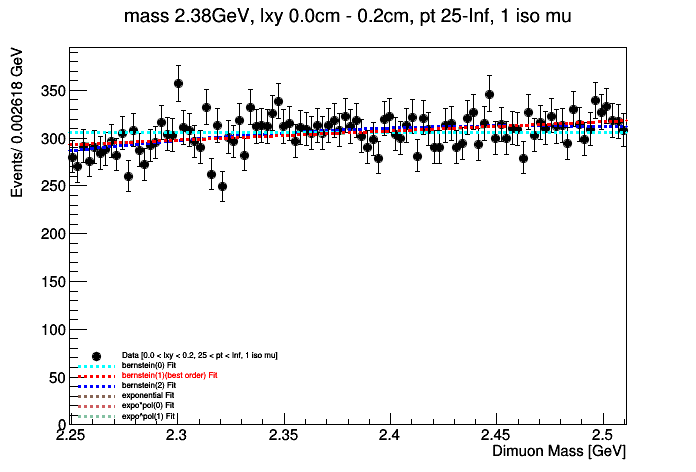 mass 2.38GeV, lxy 0.0cm - 0.2cm, pt 25-Inf, 1 iso mu
Events/ 0.002618 GeV
350
300
250
200
150
100
50
0
Data [0.0 < lxy < 0.2, 25 < pt < Inf, 1 iso mu]
bernstein(0) Fit
bernstein(1)(best order) Fit
bernstein(2) Fit
exponential Fit
expo*pol(0) Fit
expo*pol(1) Fit
2.25 2.3 2.35 2.4 2.45 2.5
Dimuon Mass [GeV]